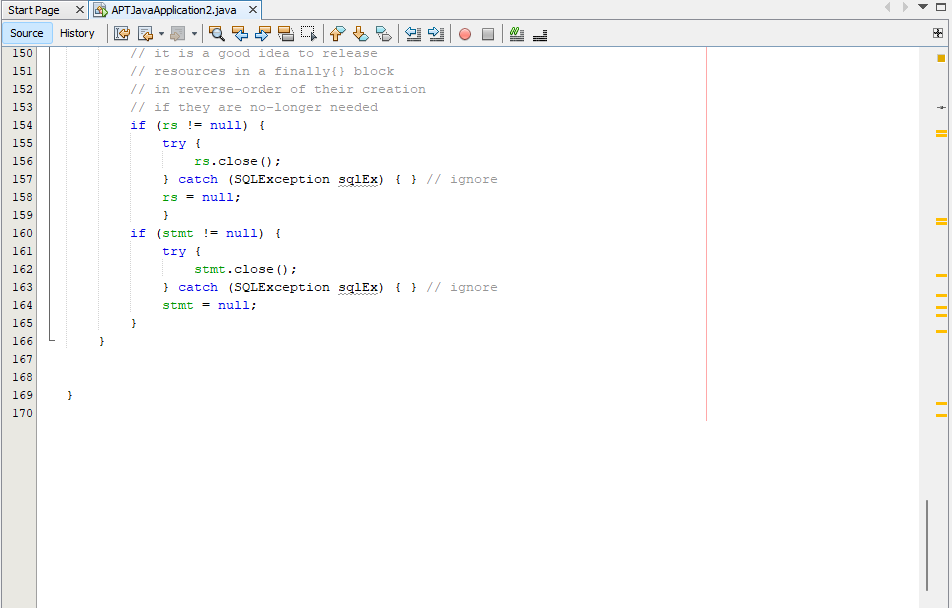 Start Page
APTJavaApplication2.java
Source History
150 // it is a good idea to release
151 // resources in a finally{} block
152 // in reverse-order of their creation
153 // if they are no-longer needed
154 if (rs != null) {
155 try {
156 rs.close();
157 } catch (SQLException sqlEx) { } // ignore
158 rs = null;
159 }
160 if (stmt != null) {
161 try {
162 stmt.close();
163 } catch (SQLException sqlEx) { } // ignore
164 stmt = null;
165 }
166 }
167
168
169 }
170